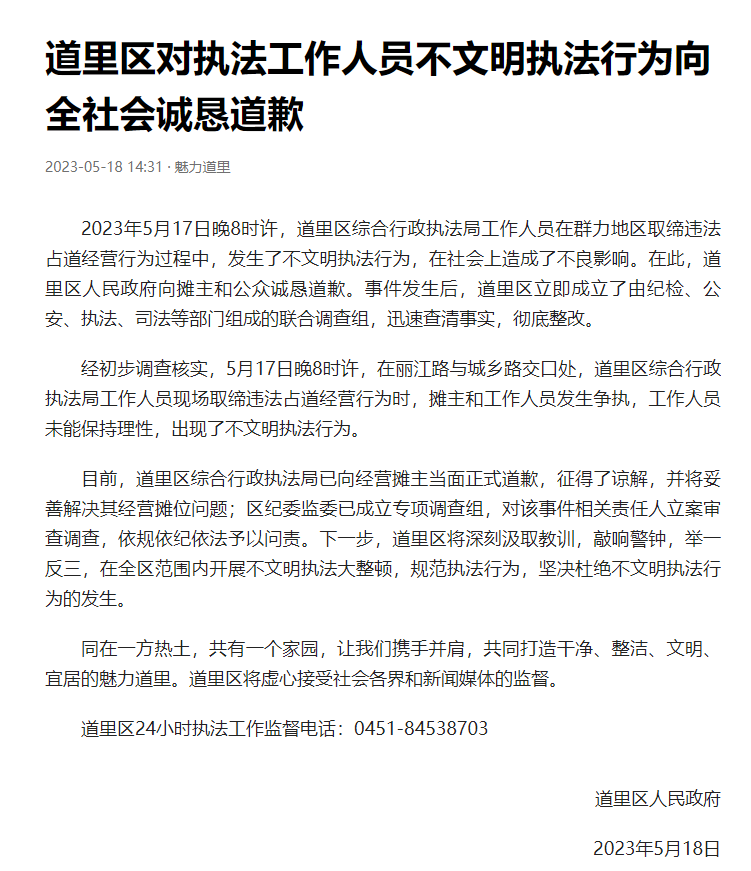 道里区对执法工作人员不文明执法行为向
全社会诚恳道歉
2023-05-18 14:31 · 魅力道里
2023年5月17日晚8时许，道里区综合行政执法局工作人员在群力地区取缔违法
占道经营行为过程中，发生了不文明执法行为，在社会上造成了不良影响。在此，道
里区人民政府向摊主和公众诚恳道歉。事件发生后，道里区立即成立了由纪检、公
安、执法、司法等部门组成的联合调查组，迅速查清事实，彻底整改。
经初步调查核实，5月17日晚8时许，在丽江路与城乡路交口处，道里区综合行政
执法局工作人员现场取缔违法占道经营行为时，摊主和工作人员发生争执，工作人员
未能保持理性，出现了不文明执法行为。
目前，道里区综合行政执法局已向经营摊主当面正式道歉，征得了谅解，并将妥
善解决其经营摊位问题；区纪委监委已成立专项调查组，对该事件相关责任人立案审
查调查，依规依纪依法予以问责。下一步，道里区将深刻汲取教训，敲响警钟，举一
反三，在全区范围内开展不文明执法大整顿，规范执法行为，坚决杜绝不文明执法行
为的发生。
同在一方热土，共有一个家园，让我们携手并肩，共同打造干净、整洁、文明、
宜居的魅力道里。道里区将虚心接受社会各界和新闻媒体的监督。
道里区24小时执法工作监督电话：0451-84538703
道里区人民政府
2023年5月18日